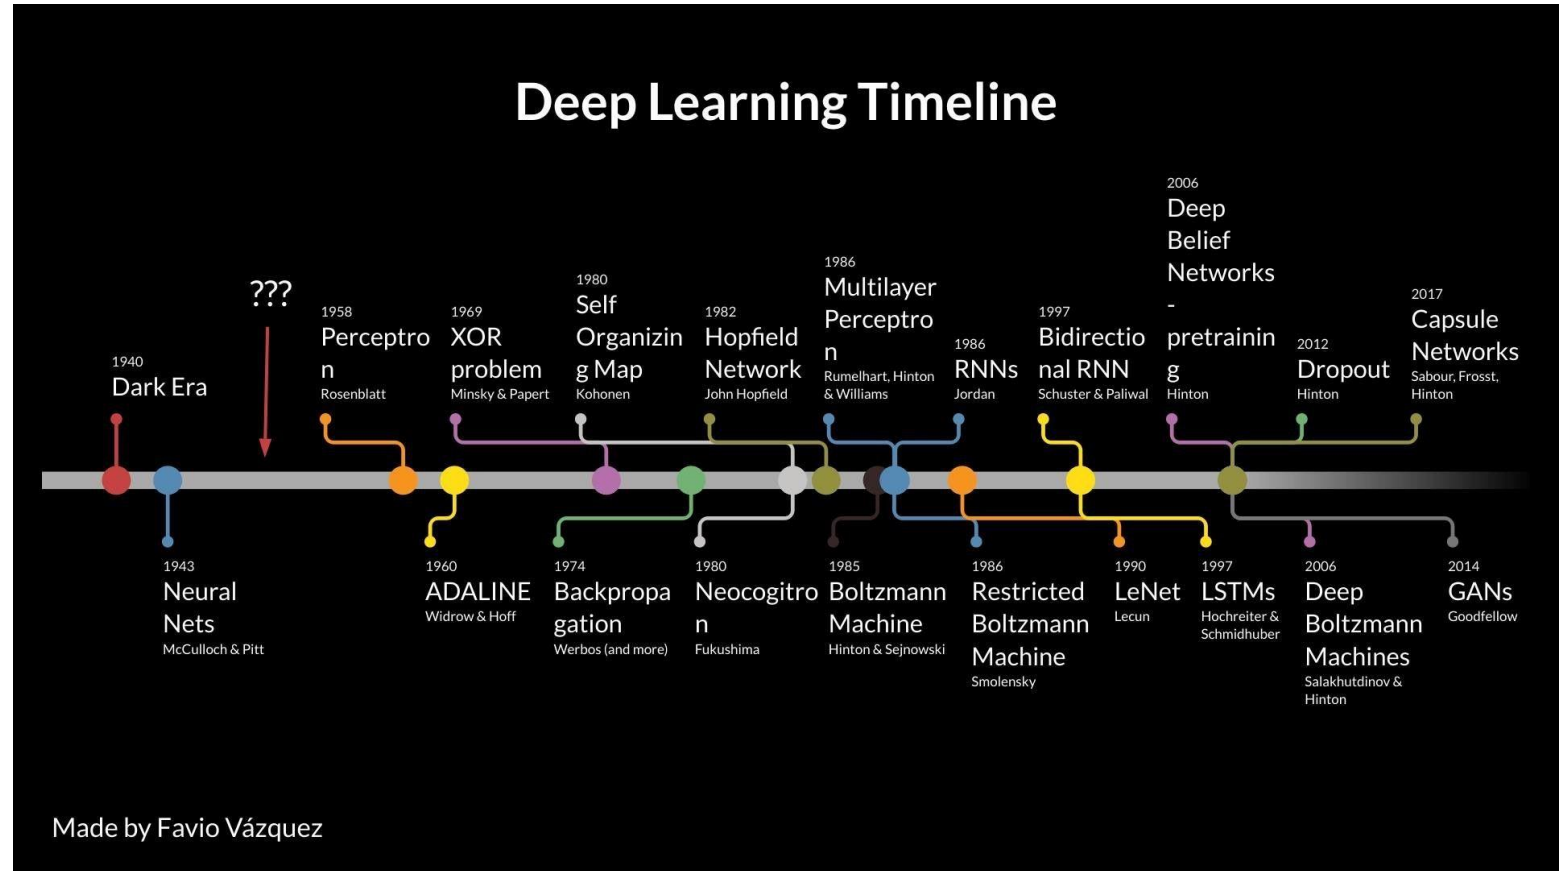 Deep Learning Timeline
???
1940
Dark Era
1958
Perceptro
n
Rosenblatt
1969
XOR
problem
Minsky & Papert
1980
Self
Organizin
g Map
Kohonen
1982
Hopfield
Network
John Hopfield
1986
Multilayer
Perceptro
n
Rumelhart, Hinton
& Williams
1986
RNNs
Jordan
1997
Bidirectio
nal RNN
Schuster & Paliwal
2006
Deep
Belief
Networks
-
pretrainin
g
Hinton
2012
Dropout
Hinton
2017
Capsule
Networks
Sabour, Frosst,
Hinton
1943
Neural
Nets
McCulloch & Pitt
1960
ADALINE
Widrow & Hoff
1974
Backpropa
gation
Werbos (and more)
1980
Neocogitro
n
Fukushima
1985
Boltzmann
Machine
Hinton & Sejnowski
1986
Restricted
Boltzmann
Machine
Smolensky
1990
LeNet
Lecun
1997
LSTMs
Hochreiter &
Schmidhuber
2006
Deep
Boltzmann
Machines
Salakhutdinov &
Hinton
2014
GANs
Goodfellow
Made by Favio Vázquez